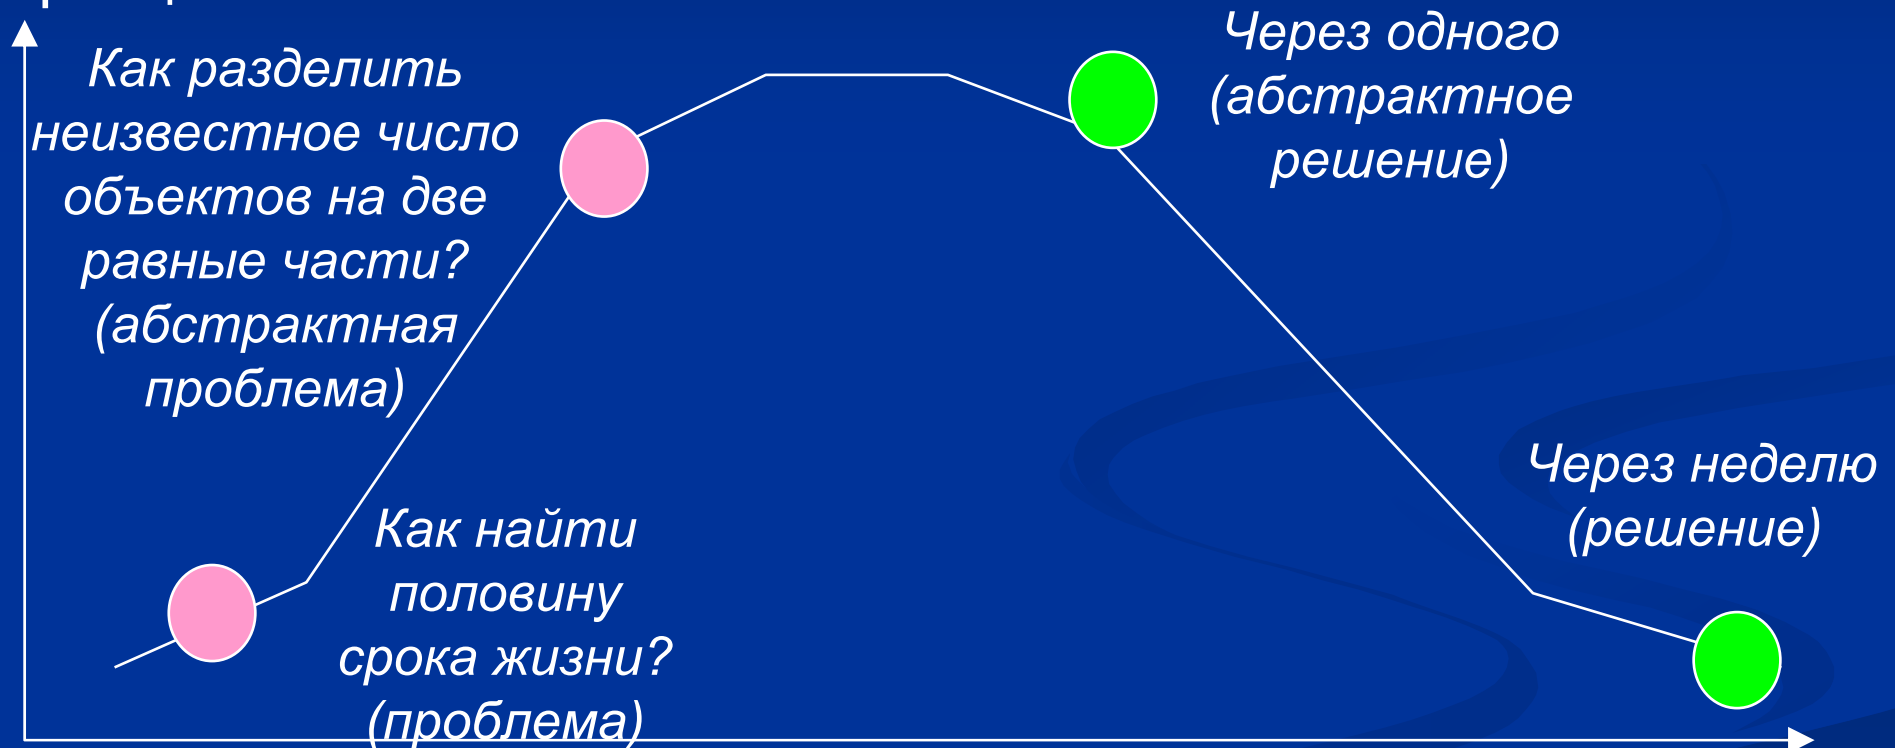 Как разделить
неизвестное число
объектов на две
равные части?
(абстрактная
проблема)
Как найти
половину
срока жизни?
(проблема)
Через одного
(абстрактное
решение)
Через неделю
(решение)